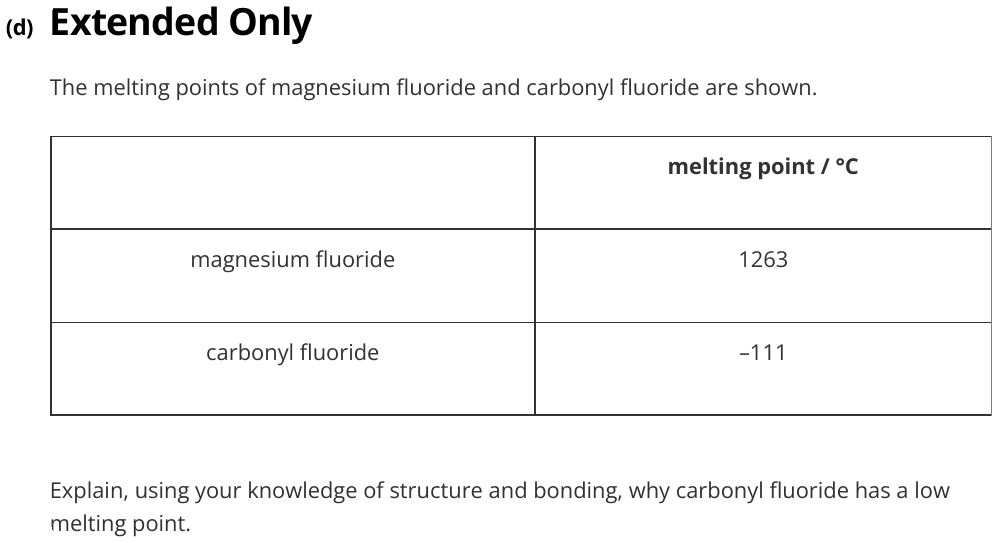 (d) Extended Only
The melting points of magnesium fluoride and carbonyl fluoride are shown.
melting point / °C
magnesium fluoride 1263
carbonyl fluoride –111
Explain, using your knowledge of structure and bonding, why carbonyl fluoride has a low
melting point.